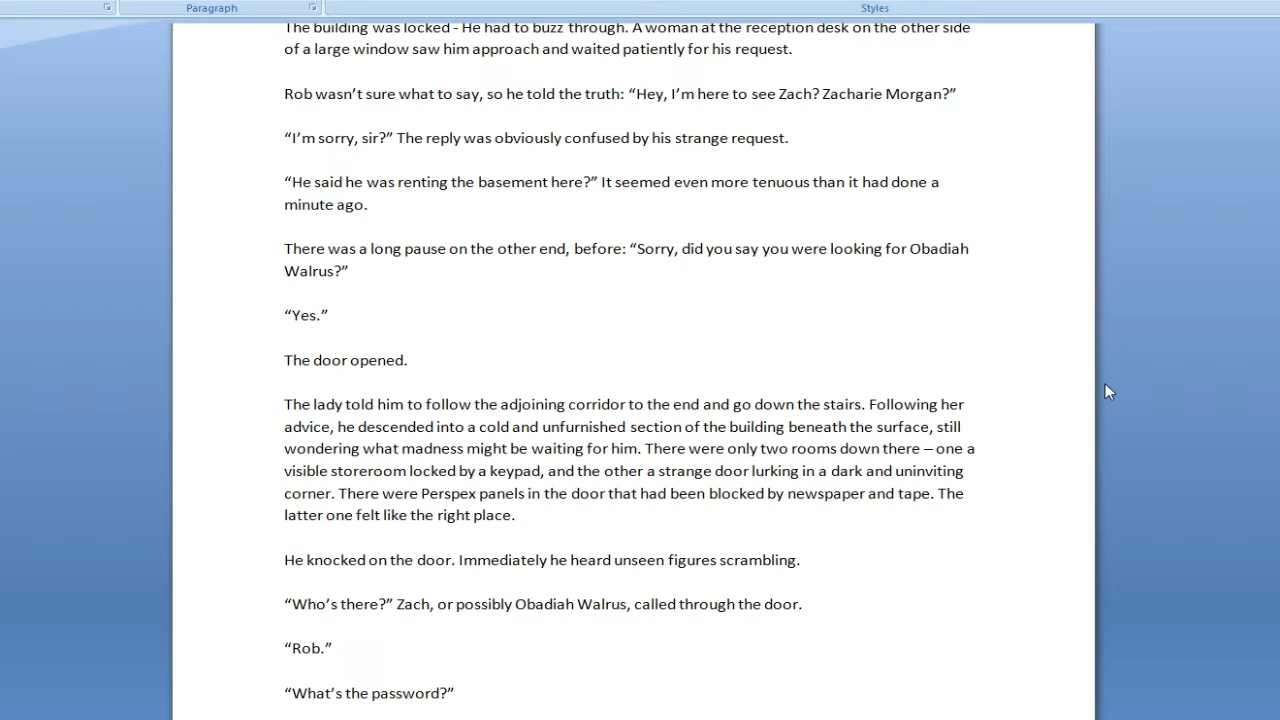 Paragraph
Styles
The building was locked - He had to buzz through. A woman at the reception desk on the other side
of a large window saw him approach and waited patiently for his request.
Rob wasn’t sure what to say, so he told the truth: “Hey, I’m here to see Zach? Zacharie Morgan?”
“I’m sorry, sir?” The reply was obviously confused by his strange request.
“He said he was renting the basement here?” It seemed even more tenuous than it had done a
minute ago.
There was a long pause on the other end, before: “Sorry, did you say you were looking for Obadiah
Walrus?”
“Yes.”
The door opened.
The lady told him to follow the adjoining corridor to the end and go down the stairs. Following her
advice, he descended into a cold and unfurnished section of the building beneath the surface, still
wondering what madness might be waiting for him. There were only two rooms down there – one a
visible storeroom locked by a keypad, and the other a strange door lurking in a dark and uninviting
corner. There were Perspex panels in the door that had been blocked by newspaper and tape. The
latter one felt like the right place.
He knocked on the door. Immediately he heard unseen figures scrambling.
“Who’s there?” Zach, or possibly Obadiah Walrus, called through the door.
“Rob.”
“What’s the password?”